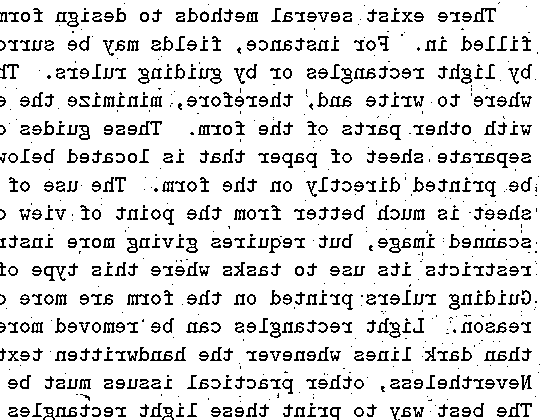 There exist several methods to design
filled in. For instance, fields may be
by light rectangles or by guiding rulers.
where to write and, therefore, minimize the
with other parts of the form. These guides
separate sheet of paper that is located
be printed directly on the form. The use of
sheet is much better from the point of view
scanned image, but requires giving more
restricts its use to tasks where this type of
Guiding rulers printed on the form are more
reason. Light rectangles can be removed more
than dark lines whenever the handwritten text
Nevertheless, other practical issues must be
The best way to print these light rectangles